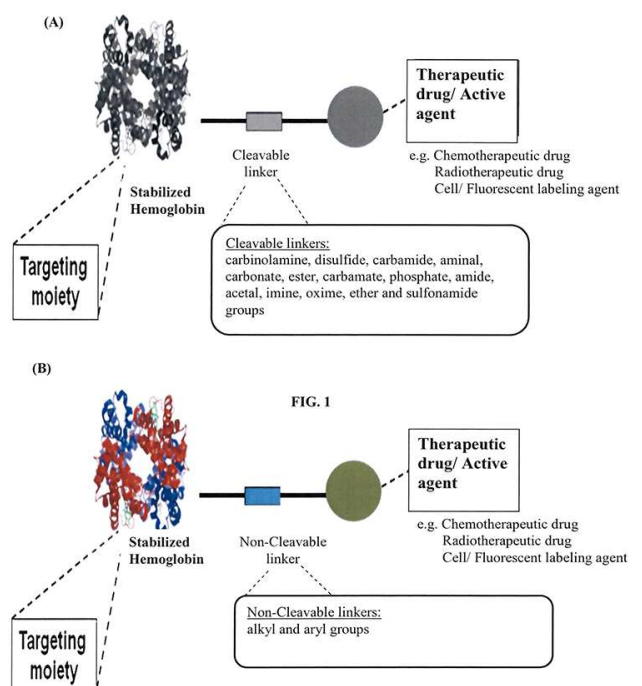 (A)
Therapeutic
drug/ Active
agent
e.g. Chemotherapeutic drug
Radiotherapeutic drug
Cell/ Fluorescent labeling agent
Cleavable
linker
Stabilized
Hemoglobin
Targeting
moiety
Cleavable linkers:
carbinolamine, disulfide, carbamide, aminal,
carbonate, ester, carbamate, phosphate, amide,
acetal, imine, oxime, ether and sulfonamide
groups
(B)
FIG. 1
Therapeutic
drug/ Active
agent
e.g. Chemotherapeutic drug
Radiotherapeutic drug
Cell/ Fluorescent labeling agent
Non-Cleavable
linker
Stabilized
Hemoglobin
Targeting
moiety
Non-Cleavable linkers:
alkyl and aryl groups